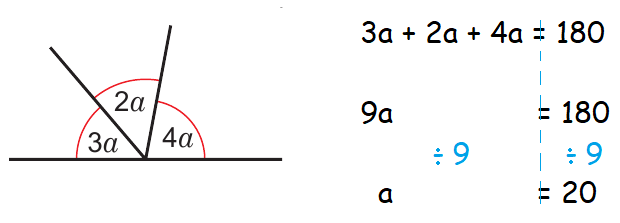 2a
3a
4a
3a + 2a + 4a = 180
9a = 180
÷ 9 ÷ 9
a = 20